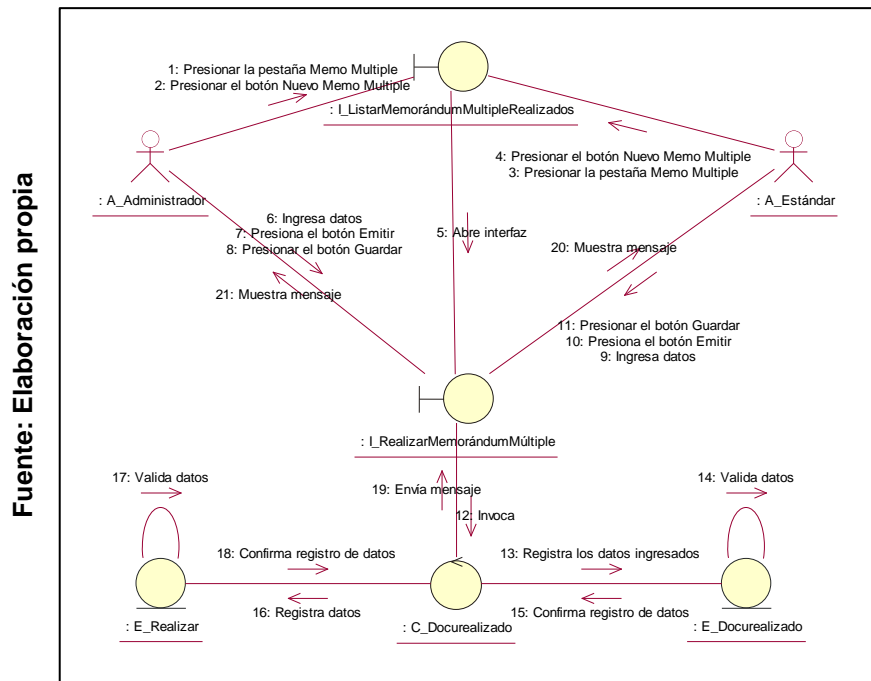 Fuente: Elaboración propia
1: Presionar la pestaña Memo Multiple
2: Presionar el botón Nuevo Memo Multiple
: I_ListarMemorándumMultipleRealizados
4: Presionar el botón Nuevo Memo Multiple
3: Presionar la pestaña Memo Multiple
: A_Administrador
: A_Estándar
6: Ingresa datos
7: Presiona el botón Emitir
8: Presionar el botón Guardar
5: Abre interfaz
20: Muestra mensaje
21: Muestra mensaje
11: Presionar el botón Guardar
10: Presiona el botón Emitir
9: Ingresa datos
: I_RealizarMemorándumMúltiple
17: Valida datos
19: Envía mensaje
14: Valida datos
12: Invoca
18: Confirma registro de datos
13: Registra los datos ingresados
16: Registra datos
15: Confirma registro de datos
: E_Realizar
: C_Docurealizado
: E_Docurealizado